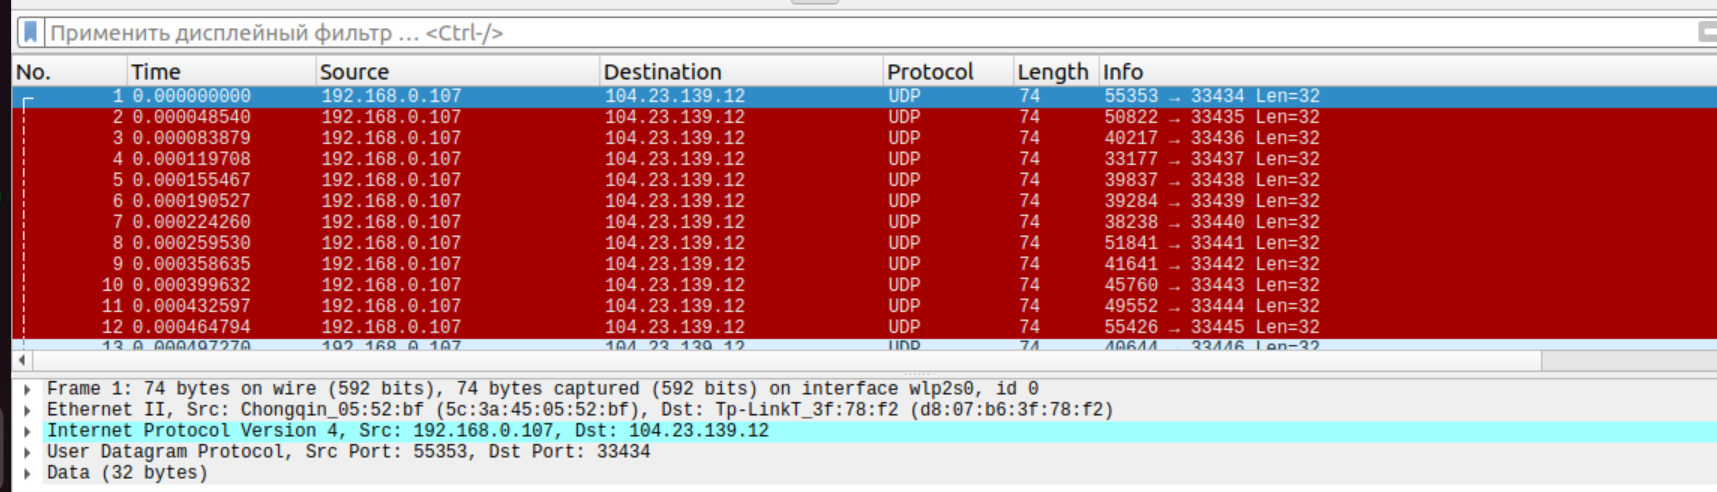 Применить дисплейный фильтр ... <Ctrl-/>
No. Time Source Destination Protocol Length Info
1 0.000000000 192.168.0.107 104.23.139.12 UDP 74 55353 → 33434 Len=32
2 0.000048540 192.168.0.107 104.23.139.12 UDP 74 50822 → 33435 Len=32
3 0.000083879 192.168.0.107 104.23.139.12 UDP 74 40217 → 33436 Len=32
4 0.000119708 192.168.0.107 104.23.139.12 UDP 74 33177 → 33437 Len=32
5 0.000155467 192.168.0.107 104.23.139.12 UDP 74 39837 → 33438 Len=32
6 0.000190527 192.168.0.107 104.23.139.12 UDP 74 39284 → 33439 Len=32
7 0.000224260 192.168.0.107 104.23.139.12 UDP 74 38238 → 33440 Len=32
8 0.000259530 192.168.0.107 104.23.139.12 UDP 74 51841 → 33441 Len=32
9 0.000358635 192.168.0.107 104.23.139.12 UDP 74 41641 → 33442 Len=32
10 0.000399632 192.168.0.107 104.23.139.12 UDP 74 45760 → 33443 Len=32
11 0.000432597 192.168.0.107 104.23.139.12 UDP 74 49552 → 33444 Len=32
12 0.000464794 192.168.0.107 104.23.139.12 UDP 74 55426 → 33445 Len=32
13 0.000497270 192.168.0.107 104.23.139.12 UDP 74 40644 → 33446 Len=32
Frame 1: 74 bytes on wire (592 bits), 74 bytes captured (592 bits) on interface wlp2s0, id 0
Ethernet II, Src: Chongqin_05:52:bf (5c:3a:45:05:52:bf), Dst: Tp-LinkT_3f:78:f2 (d8:07:b6:3f:78:f2)
Internet Protocol Version 4, Src: 192.168.0.107, Dst: 104.23.139.12
User Datagram Protocol, Src Port: 55353, Dst Port: 33434
Data (32 bytes)